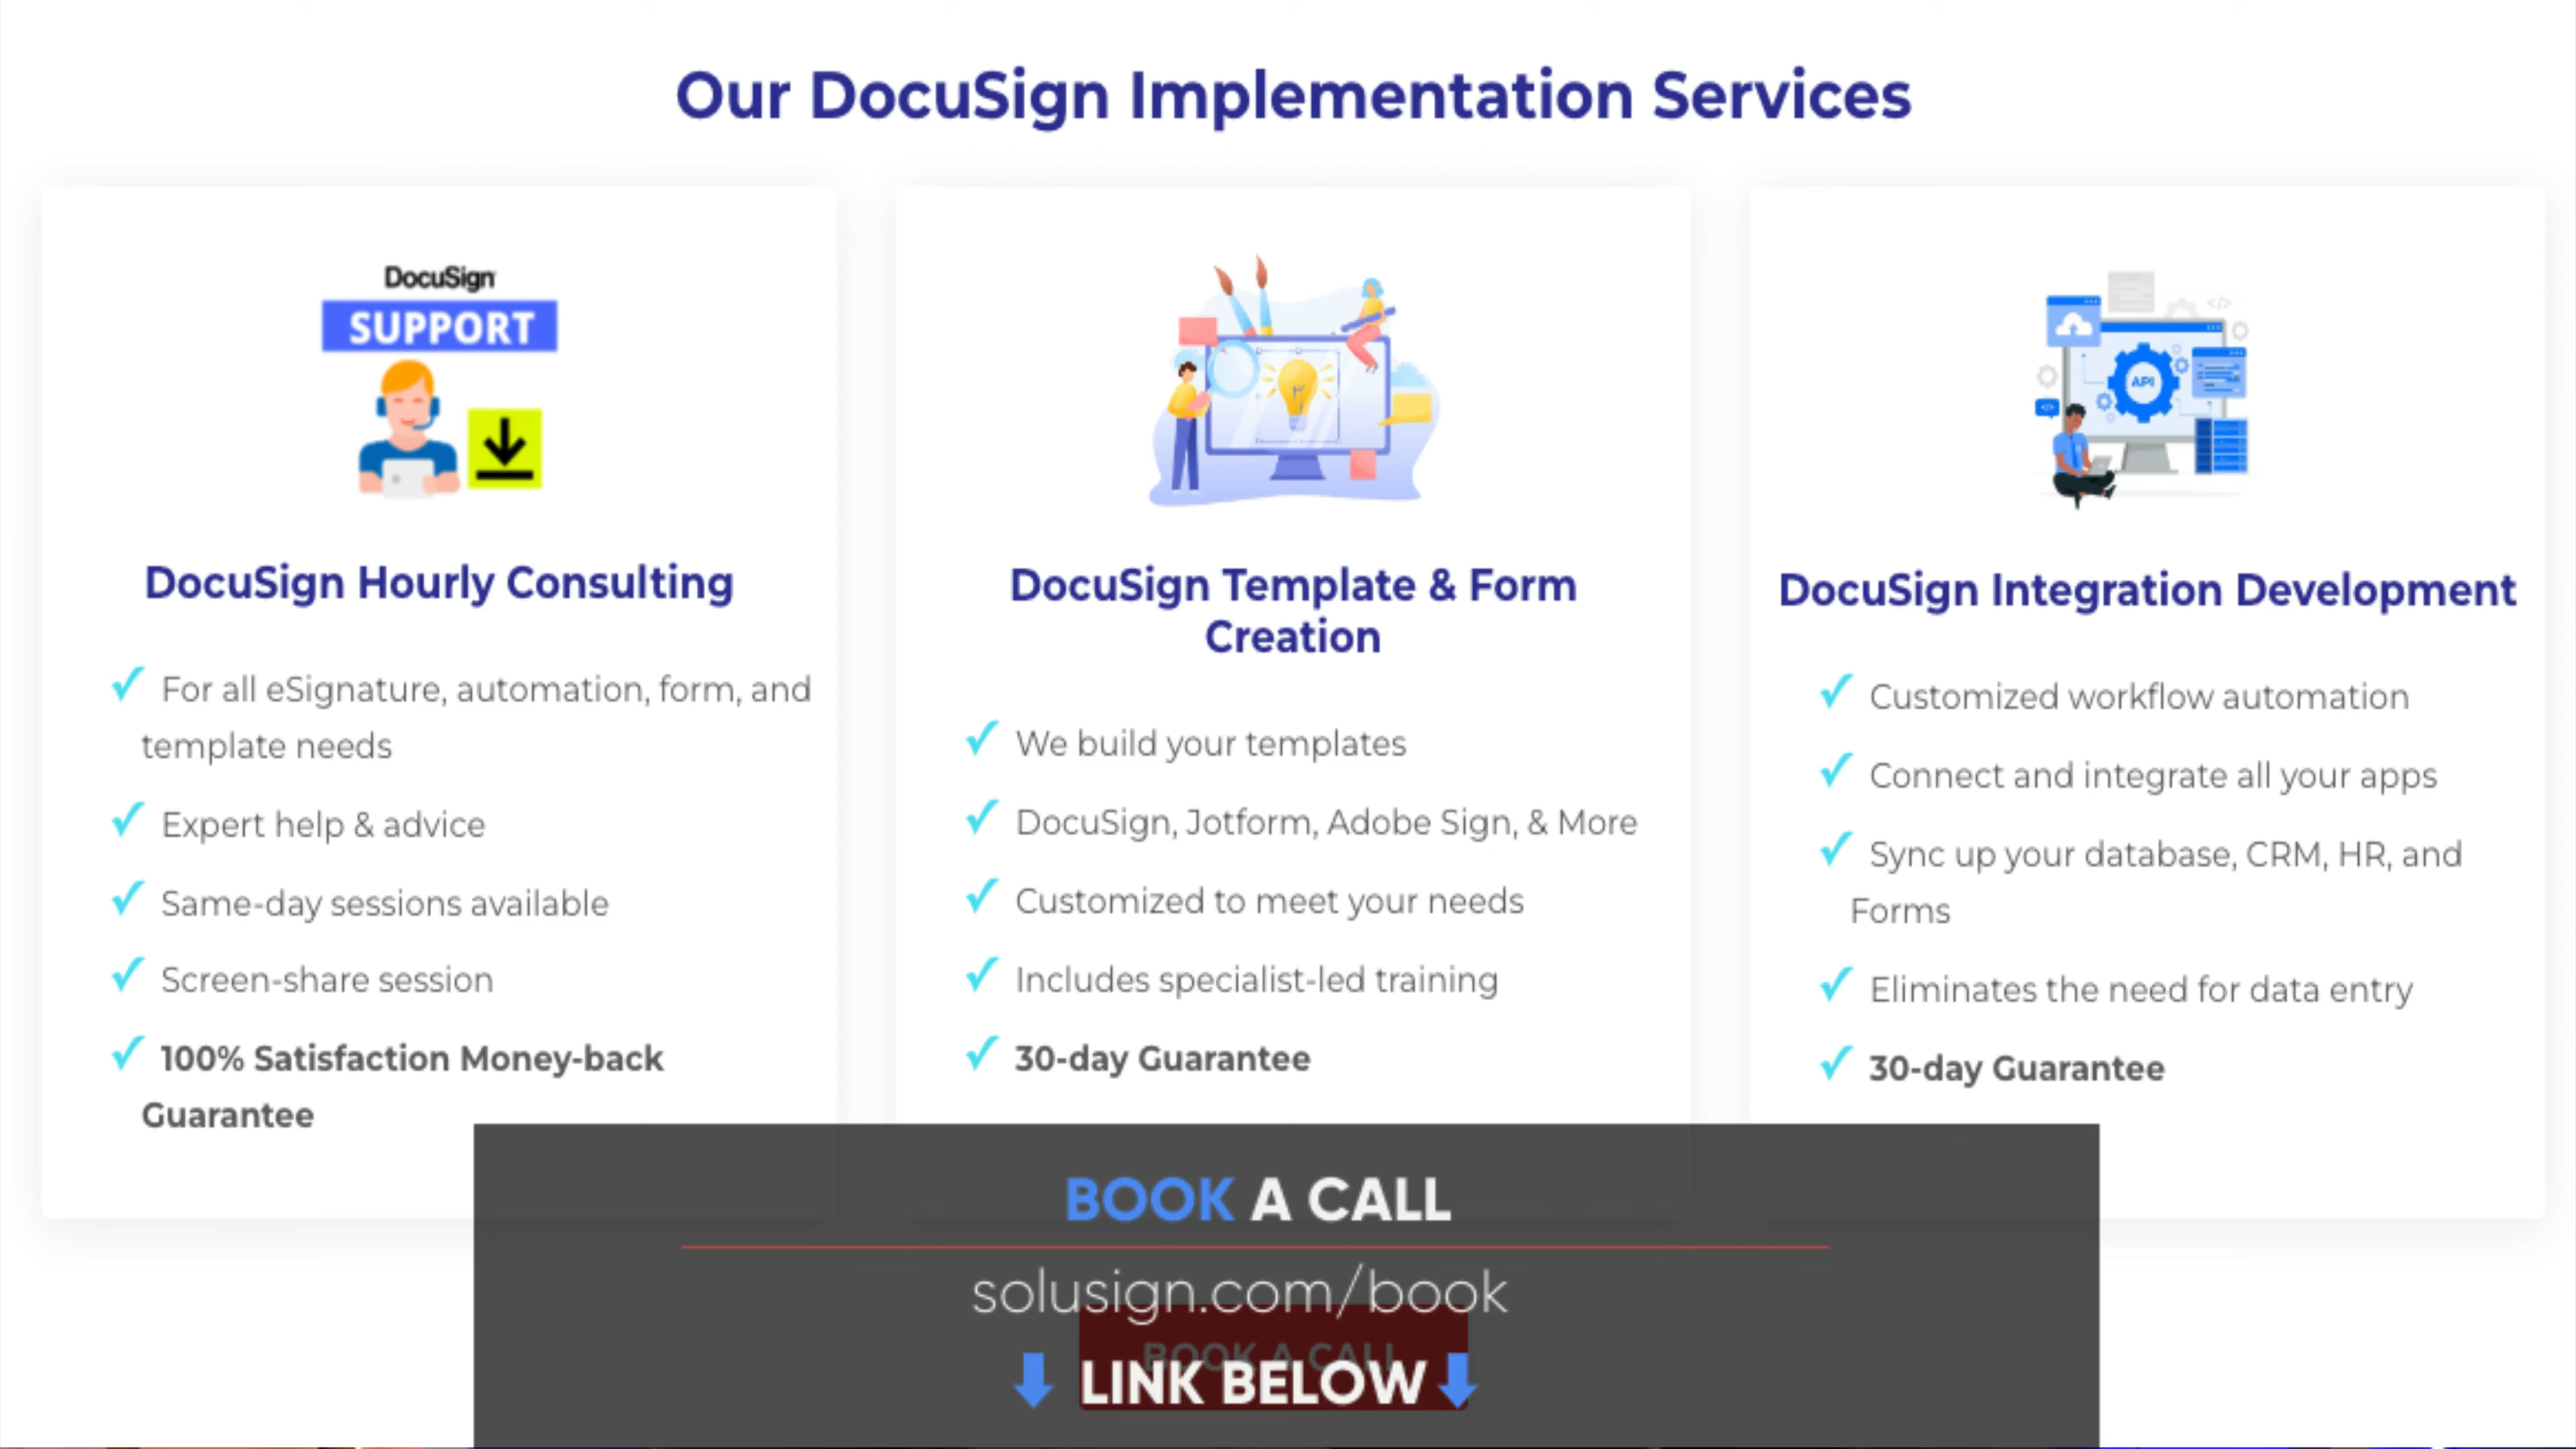 Our DocuSign Implementation Services
DocuSign
SUPPORT
DocuSign Hourly Consulting
✓ For all eSignature, automation, form, and
template needs
✓ Expert help & advice
✓ Same-day sessions available
✓ Screen-share session
✓ 100% Satisfaction Money-back
Guarantee
DocuSign Template & Form
Creation
✓ We build your templates
✓ DocuSign, Jotform, Adobe Sign, & More
✓ Customized to meet your needs
✓ Includes specialist-led training
✓ 30-day Guarantee
</>
API
</>
DocuSign Integration Development
✓ Customized workflow automation
✓ Connect and integrate all your apps
✓ Sync up your database, CRM, HR, and
Forms
✓ Eliminates the need for data entry
✓ 30-day Guarantee
BOOK A CALL
solusign.com/book
BOOK A CALL
LINK BELOW